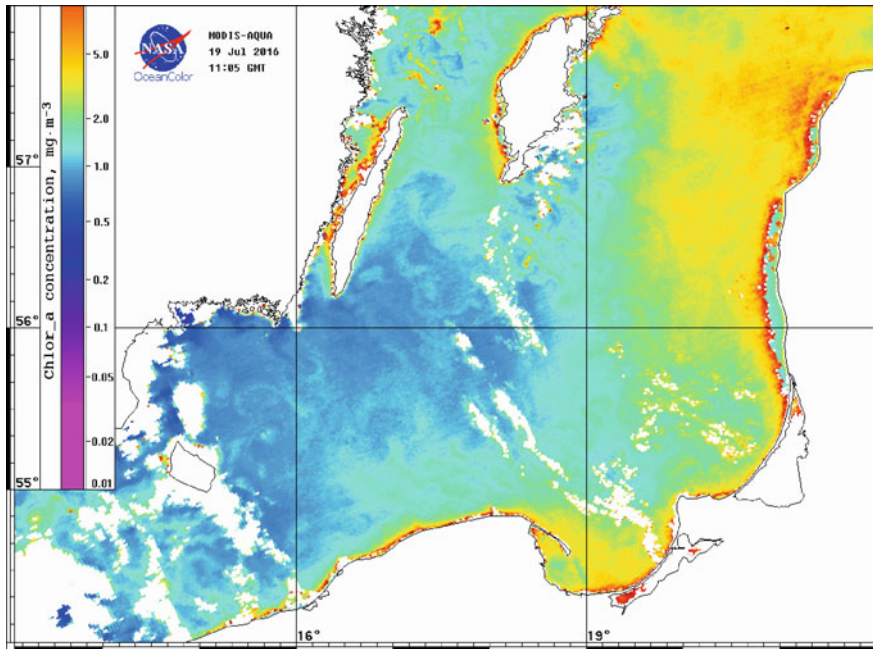 NASA
OceanColor
MODIS-AQUA
19 Jul 2016
11:05 GMT
Chlor_a concentration, mg·m⁻³
5.0
2.0
1.0
0.5
0.2
0.1
0.05
0.02
0.01
57°
56°
55°
16°
19°